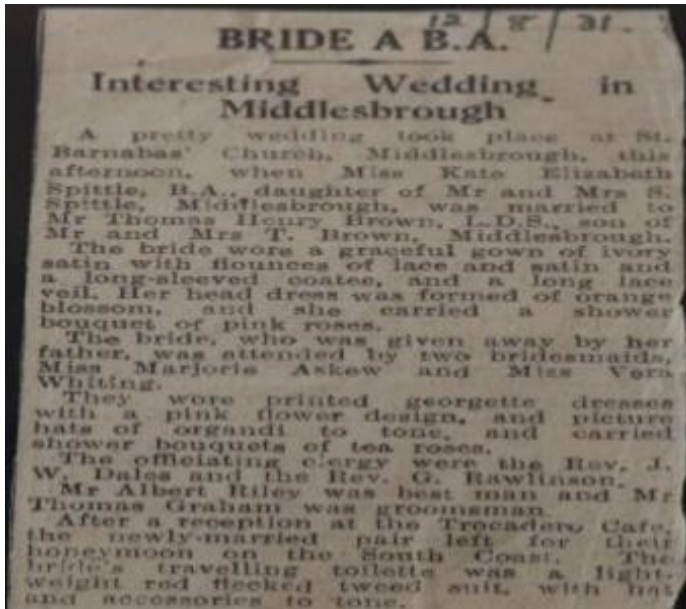 12/8/31.
BRIDE A B.A.
Interesting Wedding in
Middlesbrough
A pretty wedding took place at St.
Barnabas' Church, Middlesbrough, this
afternoon, when Miss Kate Elizabeth
Spittle, B.A., daughter of Mr and Mrs S.
Spittle, Middlesbrough, was married to
Mr Thomas Henry Brown, L.D.S., son of
Mr and Mrs T. Brown, Middlesbrough.
The bride wore a graceful gown of ivory
satin with flounces of lace and satin and
a long-sleeved coatee, and a long lace
veil. Her head dress was formed of orange
blossom, and she carried a shower
bouquet of pink roses.
The bride, who was given away by her
father, was attended by two bridesmaids,
Miss Marjorie Askew and Miss Vera
Whiting.
They wore printed georgette dresses
with a pink flower design, and picture
hats of organdi to tone, and carried
shower bouquets of tea roses.
The officiating clergy were the Rev. J.
W. Dales and the Rev. G. Rawlinson.
Mr Albert Riley was best man and Mr
Thomas Graham was groomsman.
After a reception at the Trocadero Cafe,
the newly-married pair left for their
honeymoon on the South Coast. The
bride's travelling toilette was a light-
weight red flecked tweed suit, with hat
and accessories to tone.